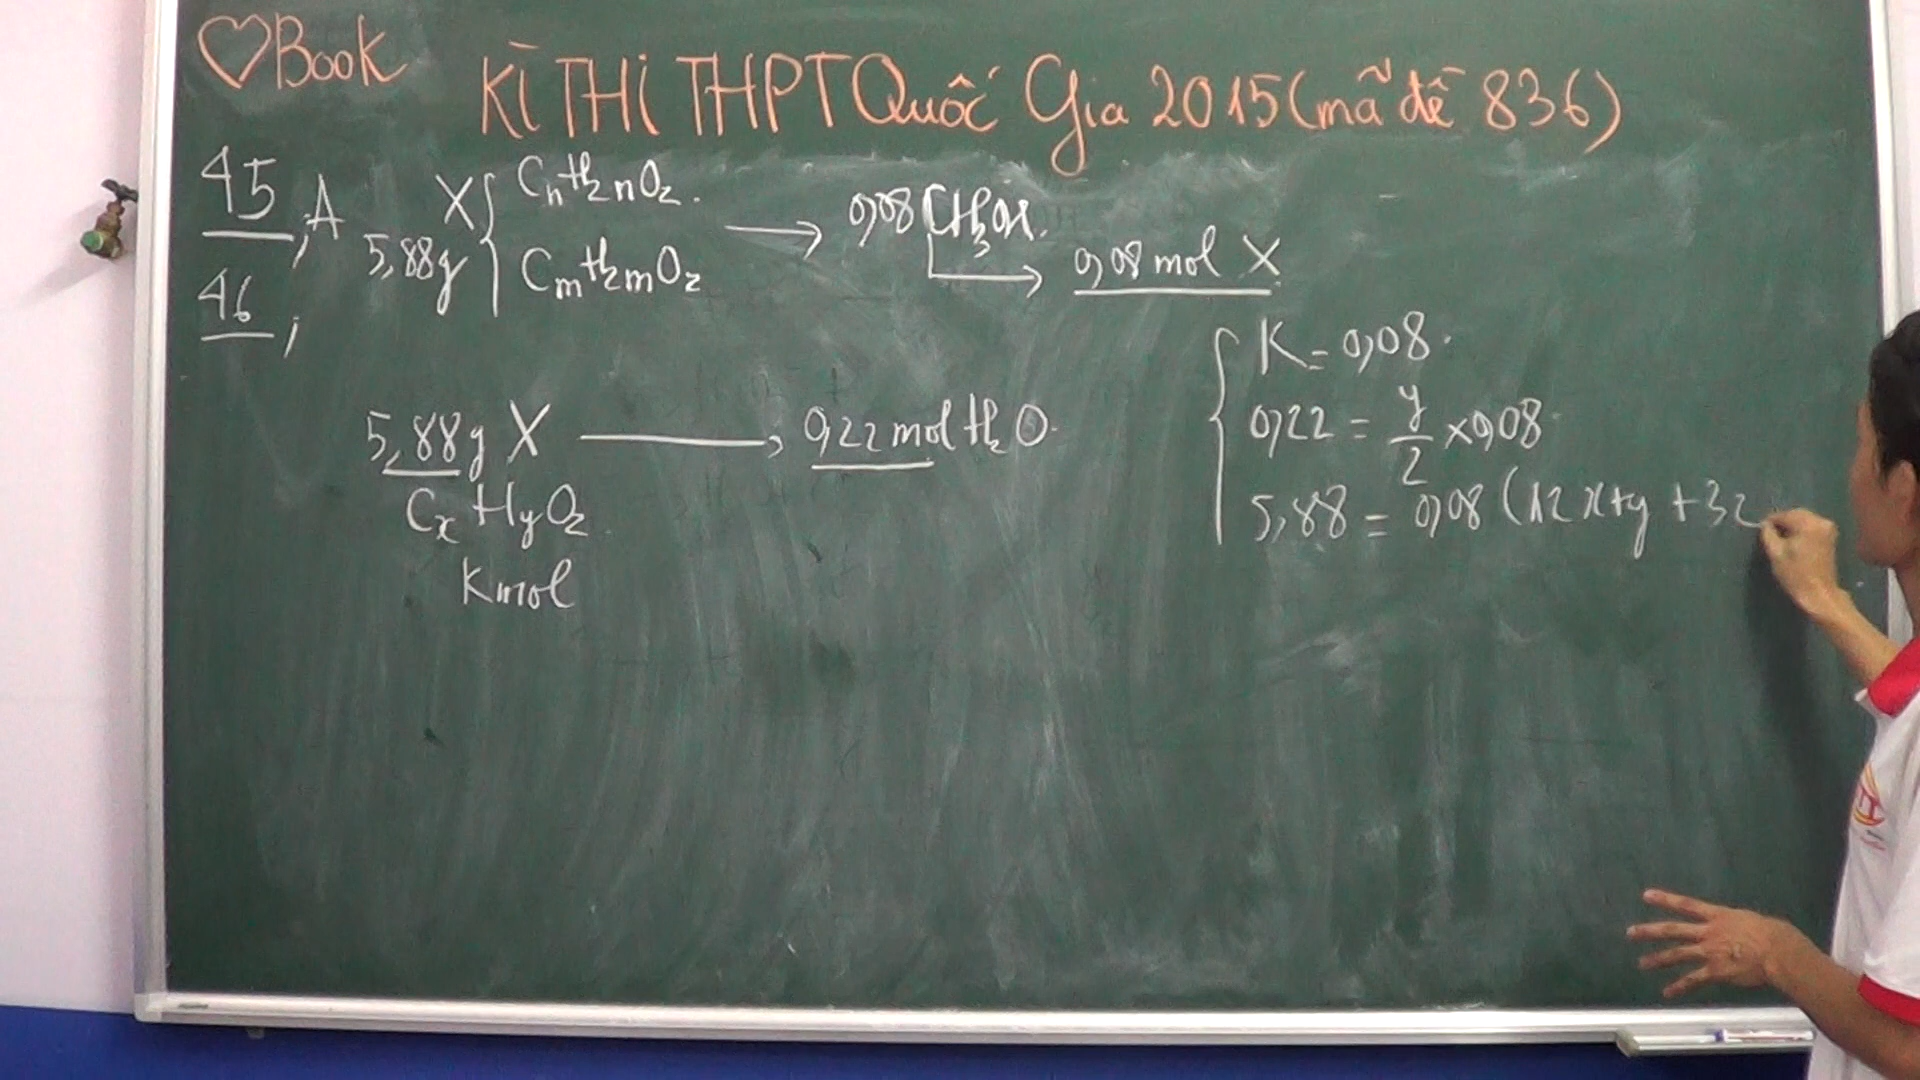 ♡Book
KÌ THI THPT Quốc Gia 2015 (mã đề 836)
45, A
X { CnH2nO2.
5,88g
CmH2mO2
→ 0,08 CH3OH.
→ 0,08 mol X
46,
5,88g X → 0,22 mol H2O.
CxHyO2
K mol
{ K = 0,08.
0,22 = y/2 x 0,08.
5,88 = 0,08 (12x+y +32